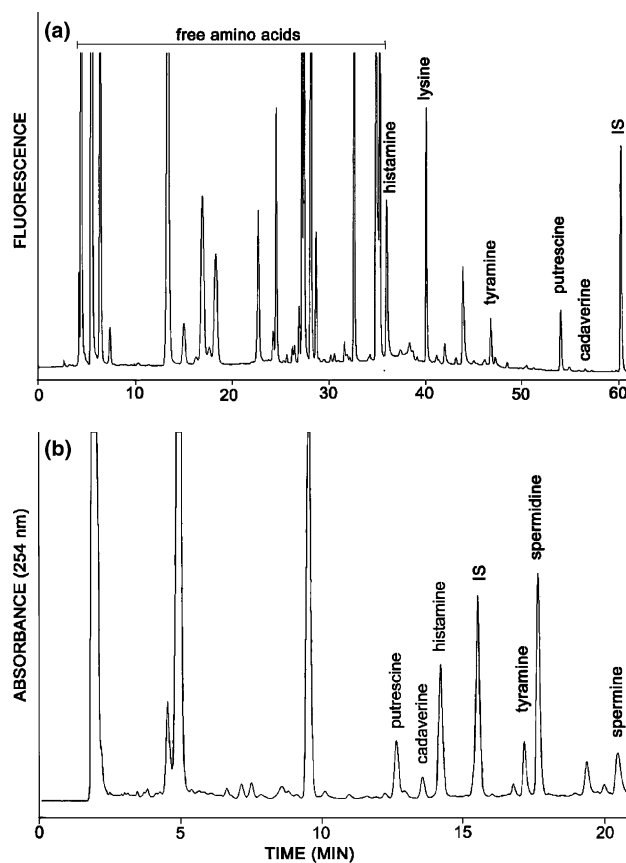 (a)
free amino acids
FLUORESCENCE
histamine
lysine
tyramine
putrescine
cadaverine
IS
0 10 20 30 40 50 60
(b)
ABSORBANCE (254 nm)
putrescine
cadaverine
histamine
IS
tyramine
spermidine
spermine
0 5 10 15 20
TIME (MIN)